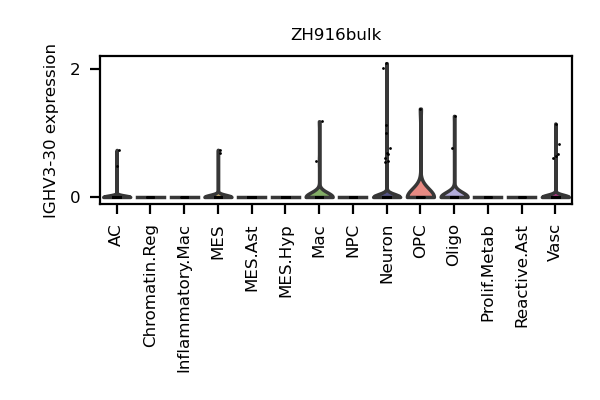 ZH916bulk
IGHV3-30 expression
2
0
AC
Chromatin.Reg
Inflammatory.Mac
MES
MES.Ast
MES.Hyp
Mac
NPC
Neuron
OPC
Oligo
Prolif.Metab
Reactive.Ast
Vasc